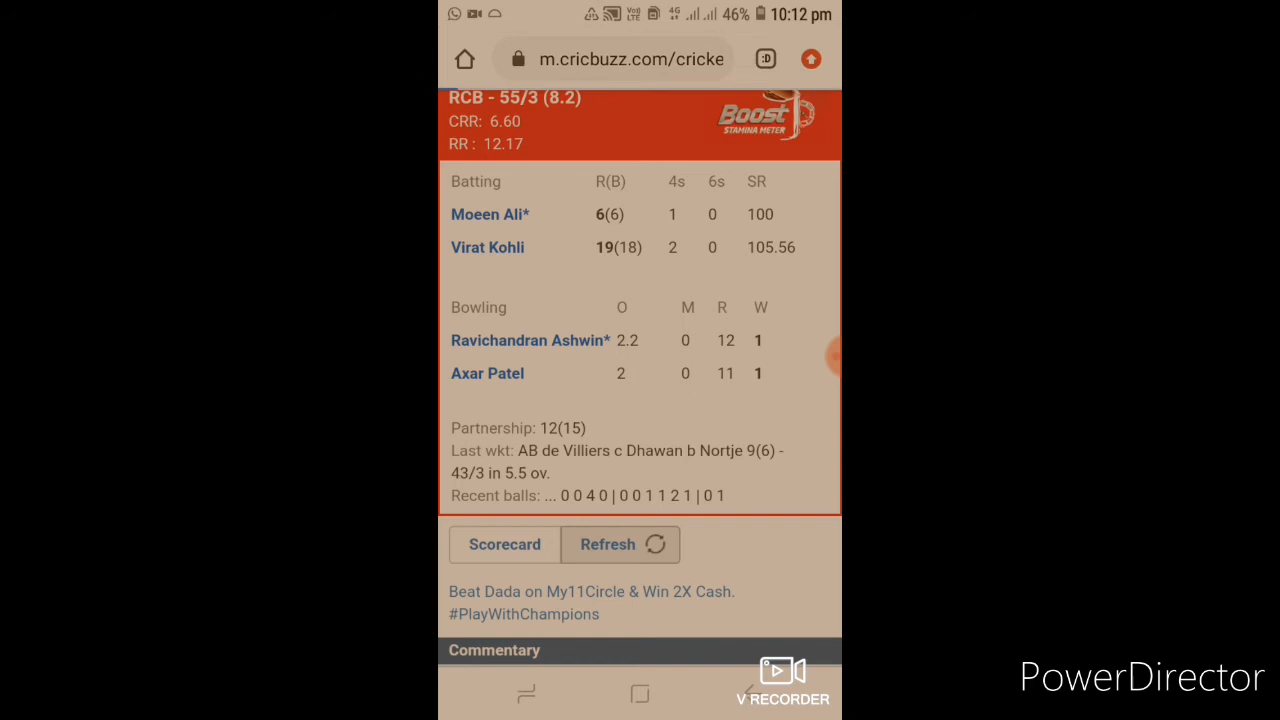 Voj) 4G 46% 10:12 pm
LTE
m.cricbuzz.com/cricke :D
RCB - 55/3 (8.2)
CRR: 6.60
RR : 12.17
Boost
STAMINA METER
Batting R(B) 4s 6s SR
Moeen Ali* 6(6) 1 0 100
Virat Kohli 19(18) 2 0 105.56
Bowling O M R W
Ravichandran Ashwin* 2.2 0 12 1
Axar Patel 2 0 11 1
Partnership: 12(15)
Last wkt: AB de Villiers c Dhawan b Nortje 9(6) -
43/3 in 5.5 ov.
Recent balls: ... 0 0 4 0 | 0 0 1 1 2 1 | 0 1
Scorecard Refresh
Beat Dada on My11Circle & Win 2X Cash.
#PlayWithChampions
Commentary
V RECORDER
PowerDirector